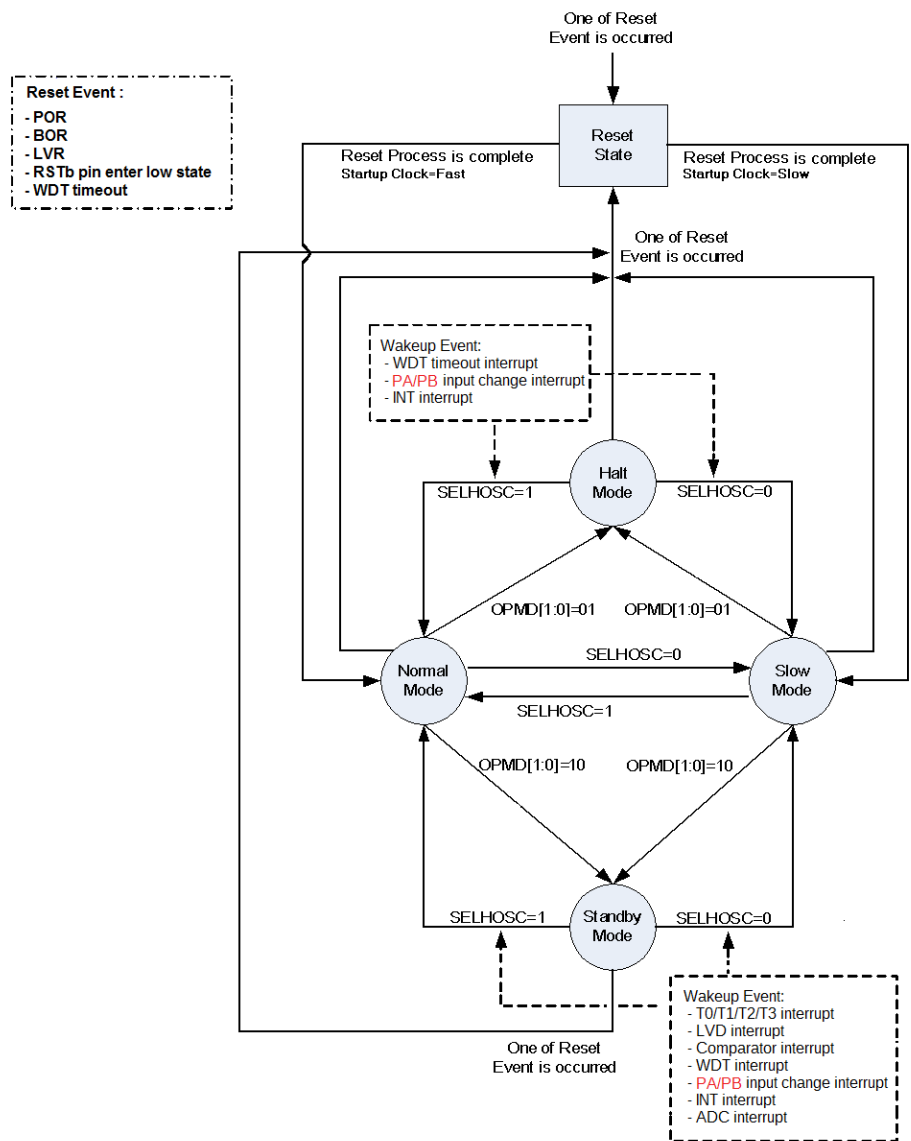 One of Reset
Event is occurred
Reset Event :
- POR
- BOR
- LVR
- RSTb pin enter low state
- WDT timeout
Reset
State
Reset Process is complete
Startup Clock=Fast
Reset Process is complete
Startup Clock=Slow
One of Reset
Event is occurred
Wakeup Event:
- WDT timeout interrupt
- PA/PB input change interrupt
- INT interrupt
Halt
Mode
SELHOSC=1
SELHOSC=0
OPMD[1:0]=01
OPMD[1:0]=01
Normal
Mode
SELHOSC=0
Slow
Mode
SELHOSC=1
OPMD[1:0]=10
OPMD[1:0]=10
Standby
Mode
SELHOSC=1
SELHOSC=0
One of Reset
Event is occurred
Wakeup Event:
- T0/T1/T2/T3 interrupt
- LVD interrupt
- Comparator interrupt
- WDT interrupt
- PA/PB input change interrupt
- INT interrupt
- ADC interrupt